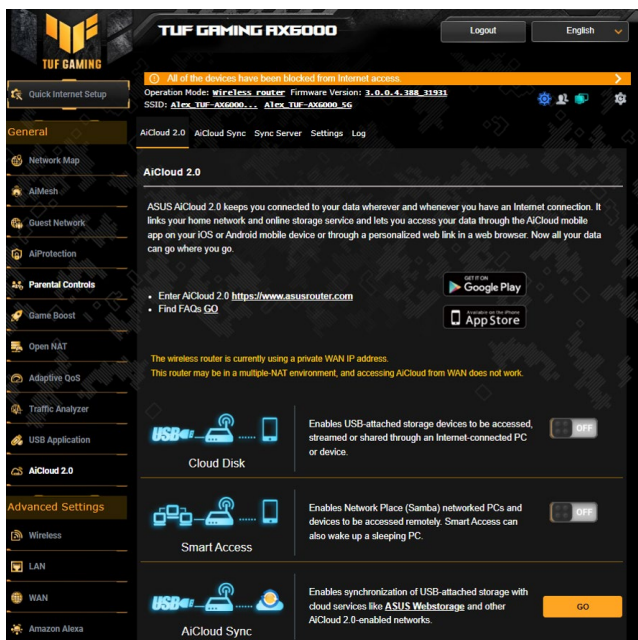 TUF GAMING
TUF GAMING AX6000
Logout
English
All of the devices have been blocked from Internet access.
Quick Internet Setup
Operation Mode: Wireless router Firmware Version: 3.0.0.4.388_31931
SSID: Alex_TUF-AX6000... Alex_TUF-AX6000_5G
General
Network Map
AiMesh
Guest Network
AiProtection
Parental Controls
Game Boost
Open NAT
Adaptive QoS
Traffic Analyzer
USB Application
AiCloud 2.0
Advanced Settings
Wireless
LAN
WAN
Amazon Alexa
AiCloud 2.0 AiCloud Sync Sync Server Settings Log
AiCloud 2.0
ASUS AiCloud 2.0 keeps you connected to your data wherever and whenever you have an Internet connection. It
links your home network and online storage service and lets you access your data through the AiCloud mobile
app on your iOS or Android mobile device or through a personalized web link in a web browser. Now all your data
can go where you go.
Enter AiCloud 2.0 https://www.asusrouter.com
Find FAQs GO
GET IT ON
Google Play
Available on the iPhone
App Store
The wireless router is currently using a private WAN IP address.
This router may be in a multiple-NAT environment, and accessing AiCloud from WAN does not work.
USB
Cloud Disk
Enables USB-attached storage devices to be accessed,
streamed or shared through an Internet-connected PC
or device.
OFF
Smart Access
Enables Network Place (Samba) networked PCs and
devices to be accessed remotely. Smart Access can
also wake up a sleeping PC.
OFF
USB
AiCloud Sync
Enables synchronization of USB-attached storage with
cloud services like ASUS Webstorage and other
AiCloud 2.0-enabled networks.
GO